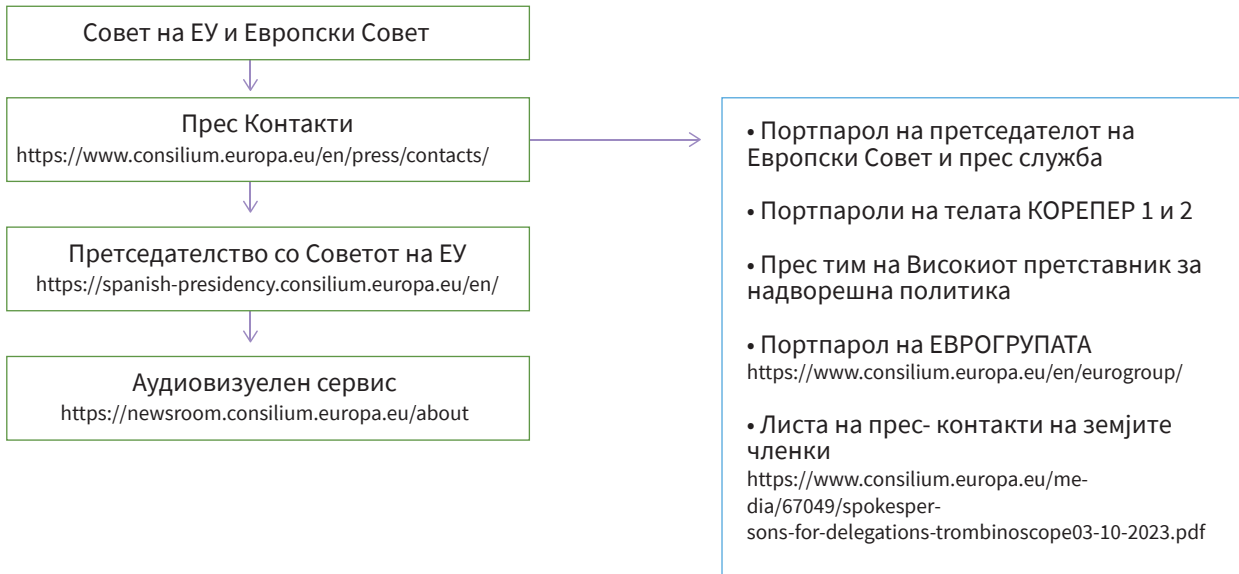 Совет на ЕУ и Европски Совет
Прес Контакти
https://www.consilium.europa.eu/en/press/contacts/
Претседателство со Советот на ЕУ
https://spanish-presidency.consilium.europa.eu/en/
Аудиовизуелен сервис
https://newsroom.consilium.europa.eu/about
• Портпарол на претседателот на
Европски Совет и прес служба
• Портпароли на телата КОРЕПЕР 1 и 2
• Прес тим на Високиот претставник за
надворешна политика
• Портпарол на ЕВРОГРУПАТА
https://www.consilium.europa.eu/en/eurogroup/
• Листа на прес- контакти на земјите
членки
https://www.consilium.europa.eu/me-
dia/67049/spokesper-
sons-for-delegations-trombinoscope03-10-2023.pdf